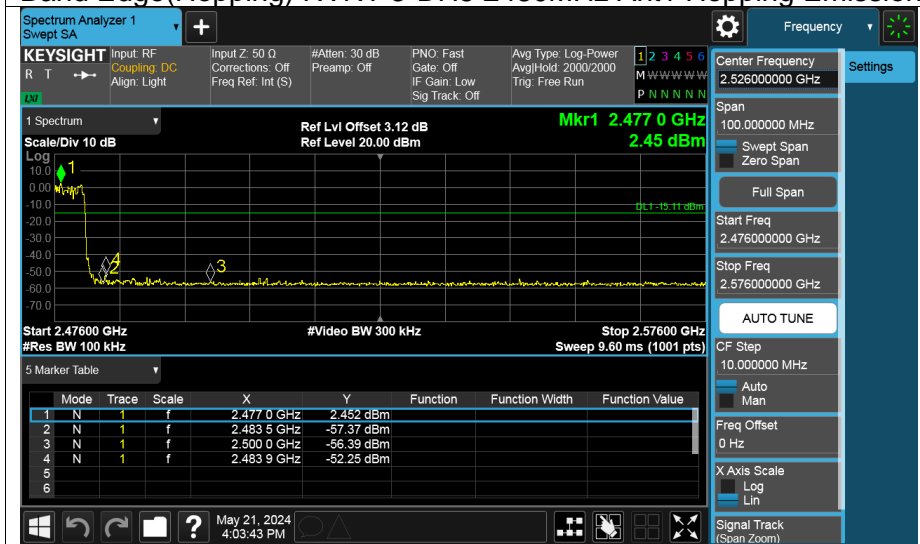 Spectrum Analyzer 1
Swept SA
+
Frequency
KEYSIGHT
R T
LXI
Input: RF
Coupling: DC
Align: Light
Input Z: 50 Ω
Corrections: Off
Freq Ref: Int (S)
#Atten: 30 dB
Preamp: Off
PNO: Fast
Gate: Off
IF Gain: Low
Sig Track: Off
Avg Type: Log-Power
Avg|Hold: 2000/2000
Trig: Free Run
1 2 3 4 5 6
M W W W W W
P N N N N N
Center Frequency
2.526000000 GHz
Settings
Span
100.000000 MHz
Swept Span
Zero Span
Full Span
Start Freq
2.476000000 GHz
Stop Freq
2.576000000 GHz
AUTO TUNE
CF Step
10.000000 MHz
Auto
Man
Freq Offset
0 Hz
X Axis Scale
Log
Lin
Signal Track
(Span Zoom)
1 Spectrum
Scale/Div 10 dB
Ref Lvl Offset 3.12 dB
Ref Level 20.00 dBm
Mkr1 2.477 0 GHz
2.45 dBm
Log
10.0
0.00
-10.0
-20.0
-30.0
-40.0
-50.0
-60.0
-70.0
1
DL1 -15.11 dBm
4
2
3
Start 2.47600 GHz
#Res BW 100 kHz
#Video BW 300 kHz
Stop 2.57600 GHz
Sweep 9.60 ms (1001 pts)
5 Marker Table
Mode Trace Scale X Y Function Function Width Function Value
1 N 1 f 2.477 0 GHz 2.452 dBm
2 N 1 f 2.483 5 GHz -57.37 dBm
3 N 1 f 2.500 0 GHz -56.39 dBm
4 N 1 f 2.483 9 GHz -52.25 dBm
5
6
?
May 21, 2024
4:03:43 PM